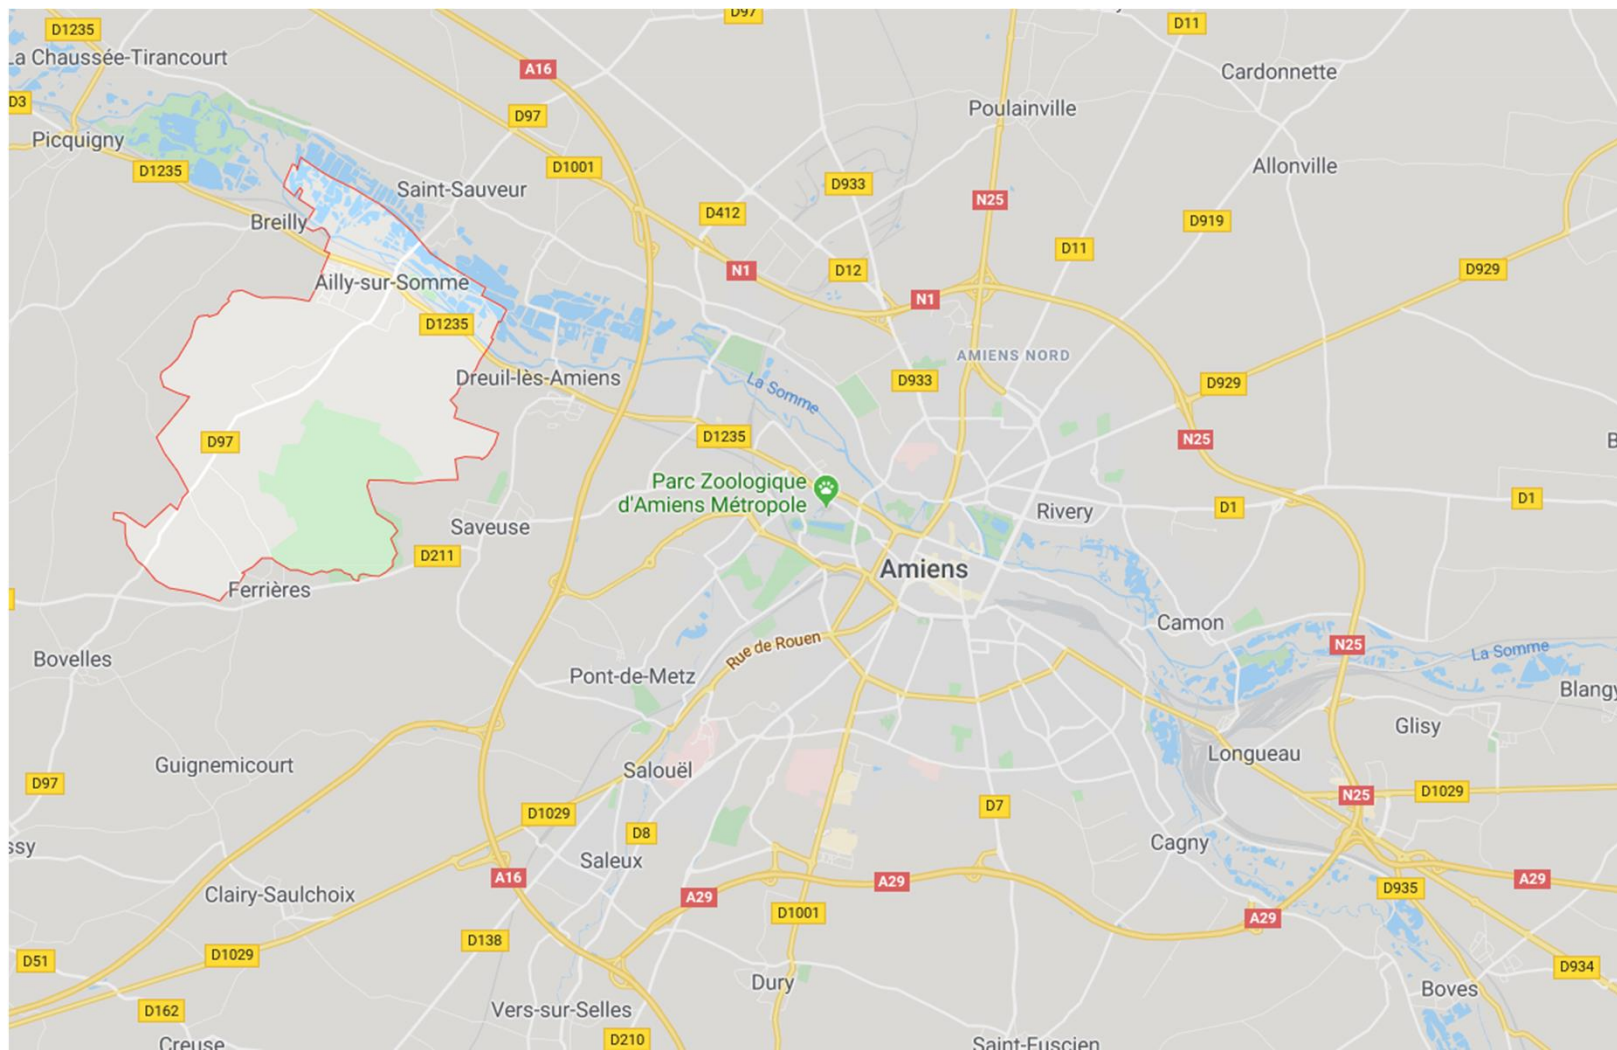 D97
D1235
D11
La Chaussée-Tirancourt
A16
Cardonnette
D3
D97
Poulainville
Picquigny
D1235
D1001
Allonville
Saint-Sauveur
D933
N25
D412
Breilly
D919
D11
Ailly-sur-Somme
N1
D12
D929
N1
D1235
AMIENS NORD
Dreuil-lès-Amiens
La Somme
D933
D929
D97
D1235
N25
Parc Zoologique
d'Amiens Métropole
D1
D1
Rivery
Saveuse
D211
Amiens
Ferrières
Camon
Rue de Rouen
N25
La Somme
Bovelles
Pont-de-Metz
Blangy
Glisy
Longueau
Guignemicourt
Salouël
D97
N25
D1029
D1029
D7
D8
Cagny
ssy
Saleux
A16
A29
A29
A29
D935
Clairy-Saulchoix
D1001
A29
D138
D1029
D51
D934
Dury
Boves
D162
Vers-sur-Selles
D210
Creuse
Saint-Fuscien